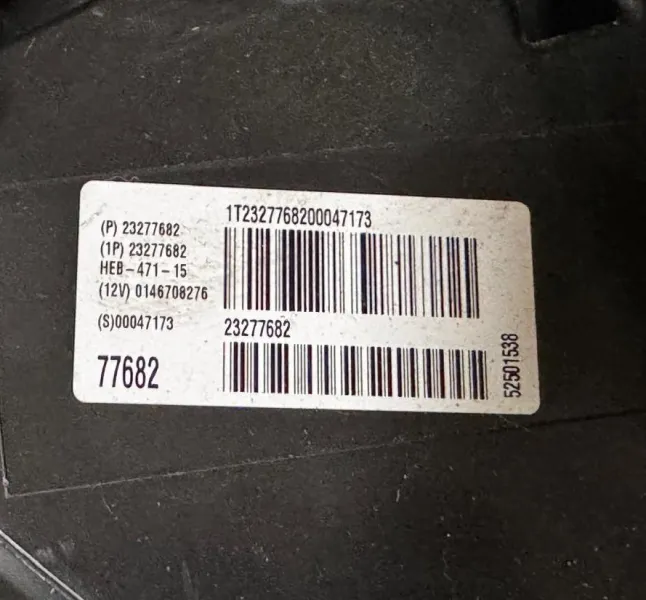 (P) 23277682
(1P) 23277682
HEB-471-15
(12V) 0146708276
(S)00047173
77682
1T2327768200047173
23277682
52501538